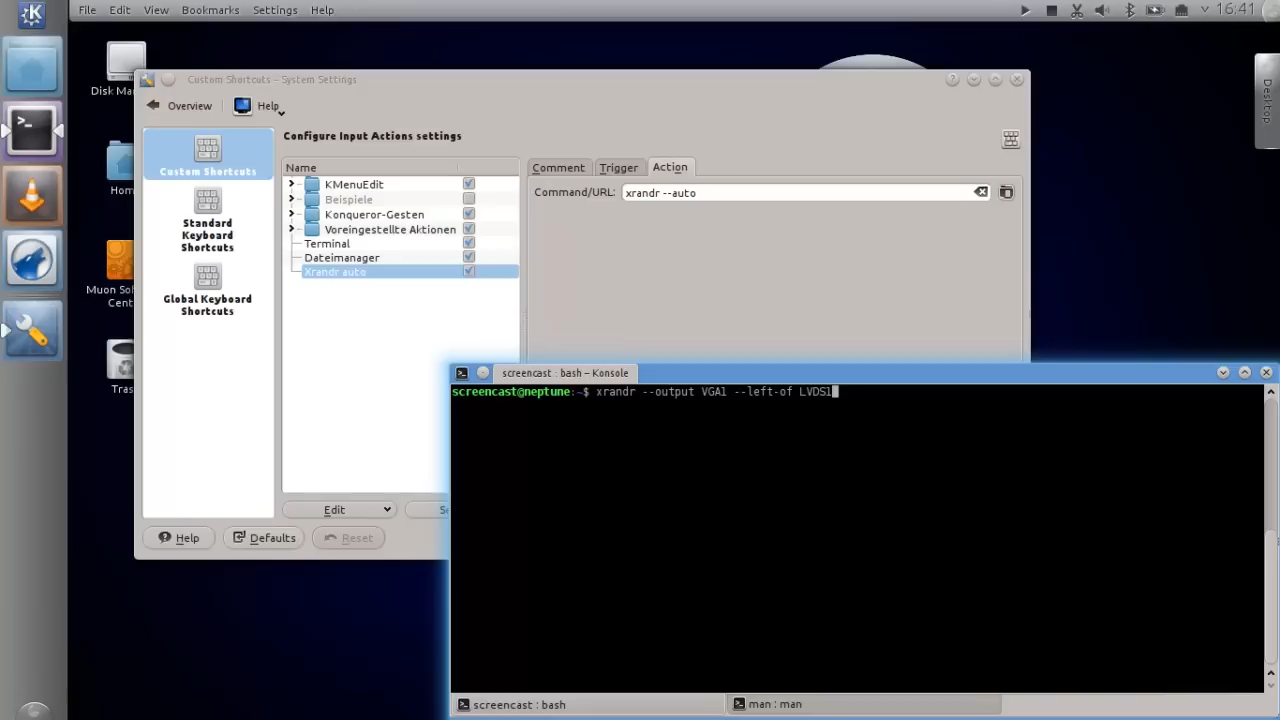 File Edit View Bookmarks Settings Help
16:41
Disk Ma
Hom
Muon Sof
Cent
Tras
Desktop
Custom Shortcuts – System Settings
Overview Help
Custom Shortcuts
Standard
Keyboard
Shortcuts
Global Keyboard
Shortcuts
Configure Input Actions settings
Name
KMenuEdit
Beispiele
Konqueror-Gesten
Voreingestellte Aktionen
Terminal
Dateimanager
Xrandr auto
Comment Trigger Action
Command/URL: xrandr --auto
Edit
Help Defaults Reset
screencast : bash – Konsole
screencast@neptune:~$ xrandr --output VGA1 --left-of LVDS1
screencast : bash man : man